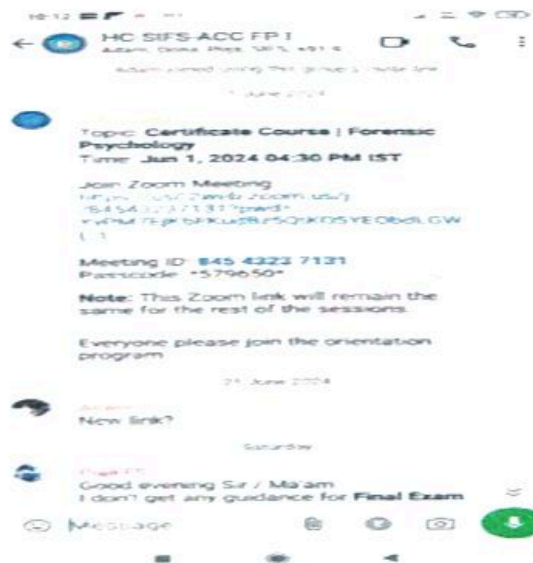 10:12
HC SIFS-ACC FP I
1 June 2024
Topic: Certificate Course | Forensic
Psychology
Time: Jun 1, 2024 04:30 PM IST
Join Zoom Meeting
Meeting ID: 845 4323 7131
Passcode: *579650*
Note: This Zoom link will remain the
same for the rest of the sessions.
Everyone please join the orientation
program
21 June 2024
New link?
Saturday
Good evening Sir / Ma'am
I don't get any guidance for Final Exam
Message